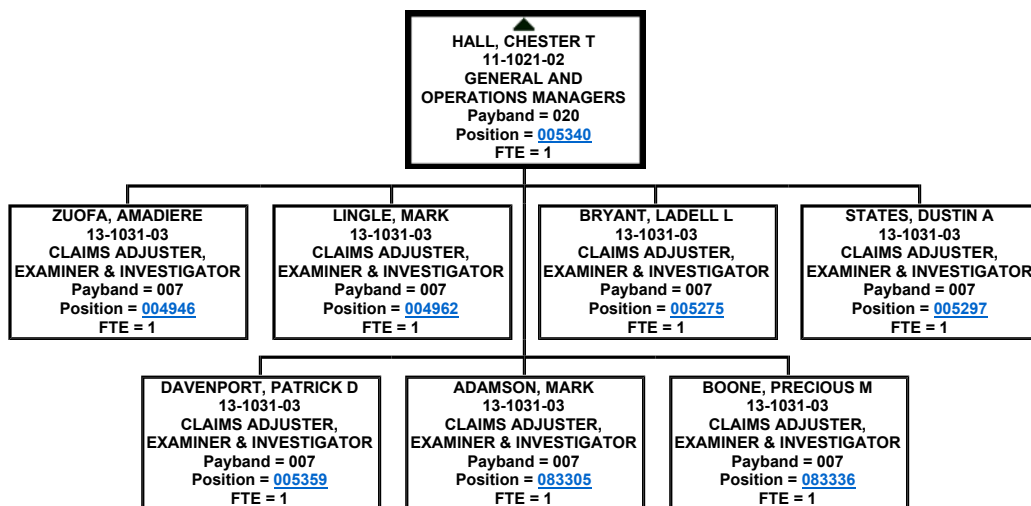 HALL, CHESTER T
11-1021-02
GENERAL AND
OPERATIONS MANAGERS
Payband = 020
Position = 005340
FTE = 1
ZUOFA, AMADIERE
13-1031-03
CLAIMS ADJUSTER,
EXAMINER & INVESTIGATOR
Payband = 007
Position = 004946
FTE = 1
LINGLE, MARK
13-1031-03
CLAIMS ADJUSTER,
EXAMINER & INVESTIGATOR
Payband = 007
Position = 004962
FTE = 1
BRYANT, LADELL L
13-1031-03
CLAIMS ADJUSTER,
EXAMINER & INVESTIGATOR
Payband = 007
Position = 005275
FTE = 1
STATES, DUSTIN A
13-1031-03
CLAIMS ADJUSTER,
EXAMINER & INVESTIGATOR
Payband = 007
Position = 005297
FTE = 1
DAVENPORT, PATRICK D
13-1031-03
CLAIMS ADJUSTER,
EXAMINER & INVESTIGATOR
Payband = 007
Position = 005359
FTE = 1
ADAMSON, MARK
13-1031-03
CLAIMS ADJUSTER,
EXAMINER & INVESTIGATOR
Payband = 007
Position = 083305
FTE = 1
BOONE, PRECIOUS M
13-1031-03
CLAIMS ADJUSTER,
EXAMINER & INVESTIGATOR
Payband = 007
Position = 083336
FTE = 1